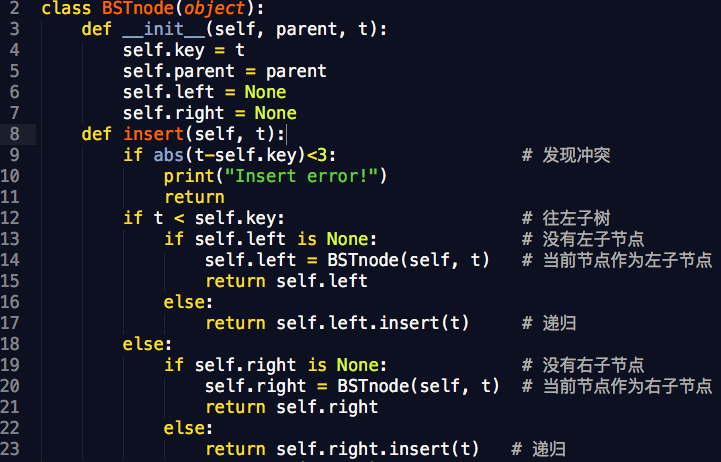 2 class BSTnode(object):
3     def __init__(self, parent, t):
4         self.key = t
5         self.parent = parent
6         self.left = None
7         self.right = None
8     def insert(self, t):
9         if abs(t-self.key)<3:                  # 发现冲突
10             print("Insert error!")
11             return
12         if t < self.key:                       # 往左子树
13             if self.left is None:              # 没有左子节点
14                 self.left = BSTnode(self, t)   # 当前节点作为左子节点
15                 return self.left
16             else:
17                 return self.left.insert(t)     # 递归
18         else:
19             if self.right is None:             # 没有右子节点
20                 self.right = BSTnode(self, t)  # 当前节点作为右子节点
21                 return self.right
22             else:
23                 return self.right.insert(t)   # 递归